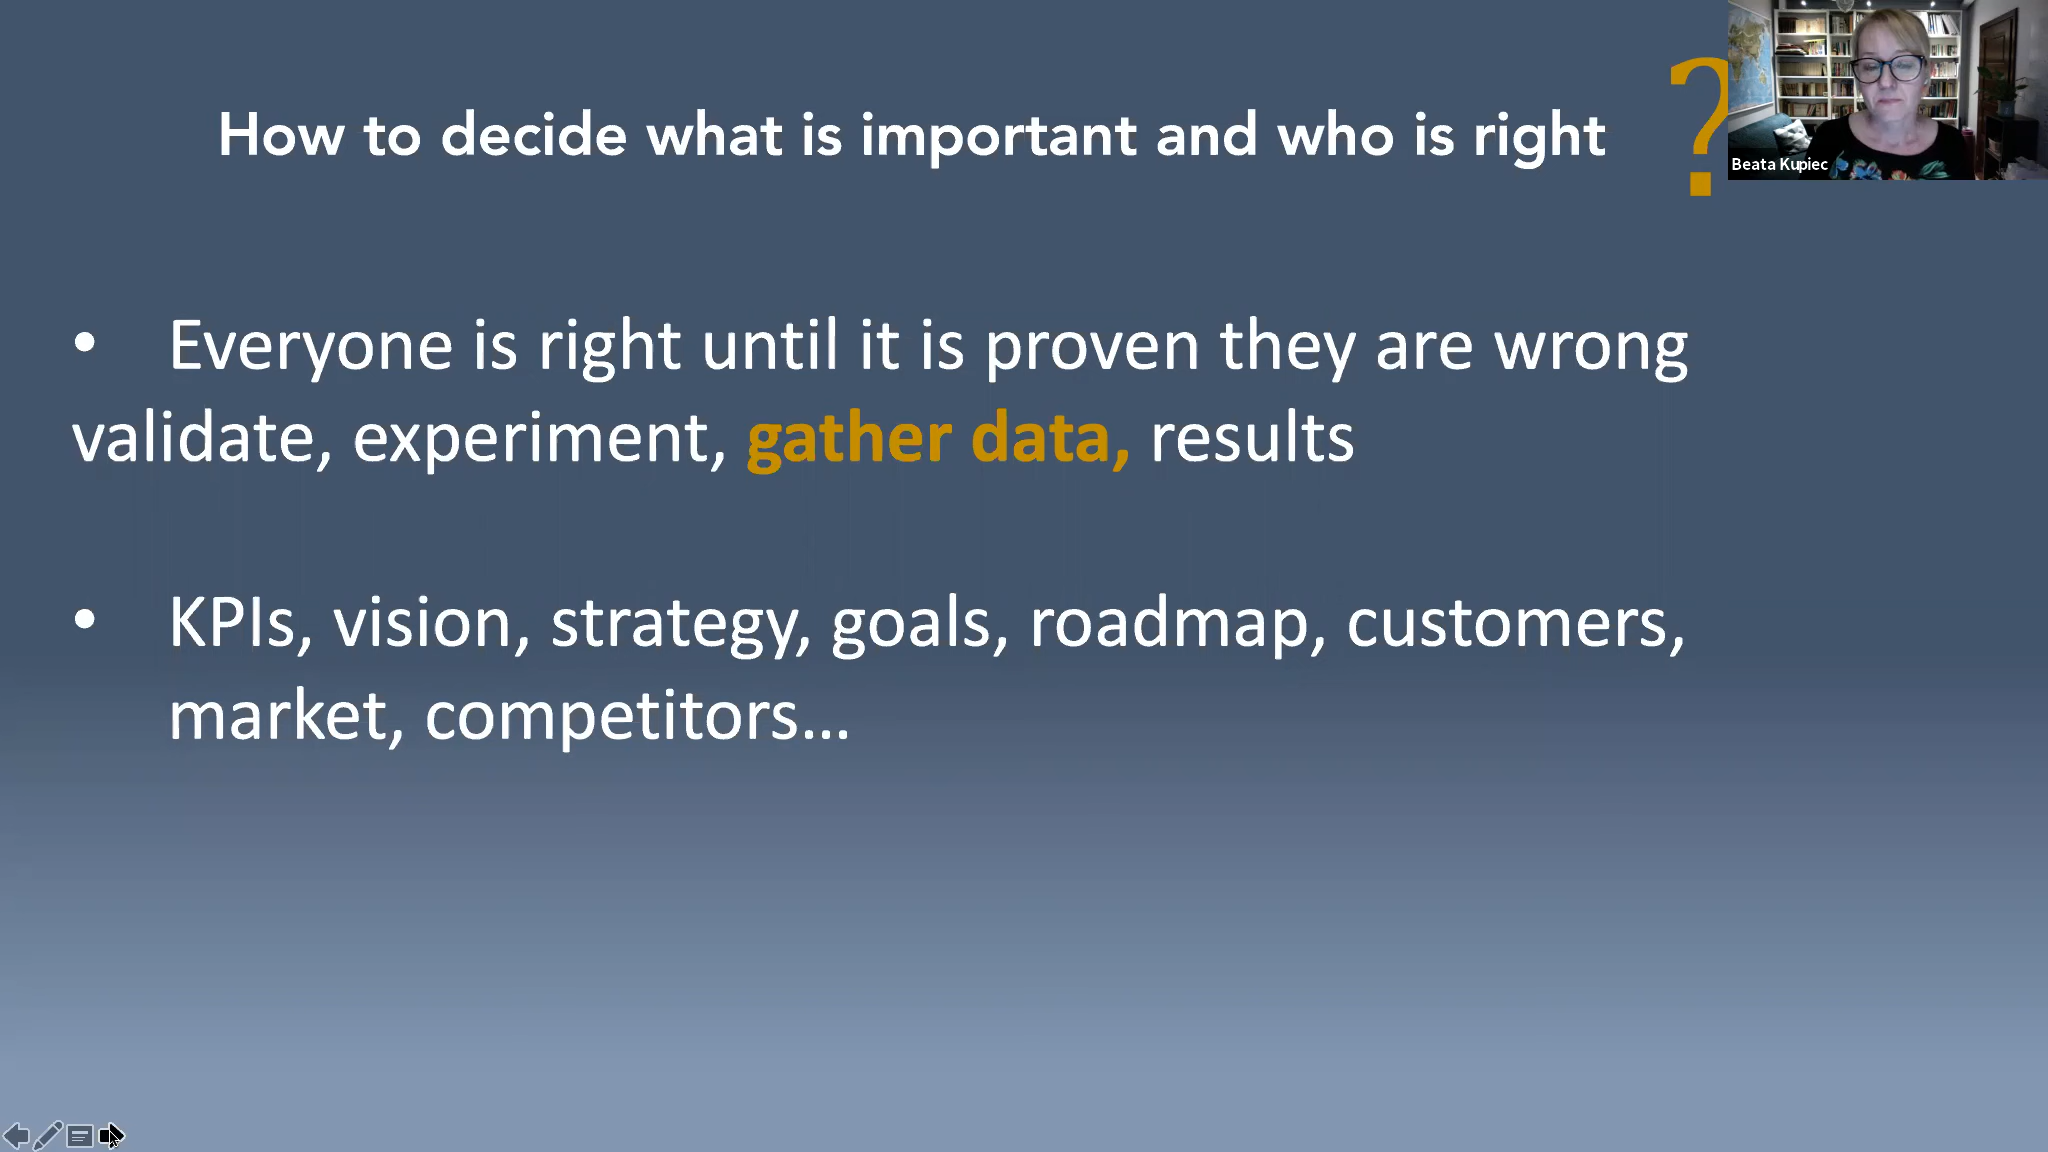 How to decide what is important and who is right ?
Beata Kupiec
• Everyone is right until it is proven they are wrong
validate, experiment, gather data, results
• KPIs, vision, strategy, goals, roadmap, customers,
market, competitors...